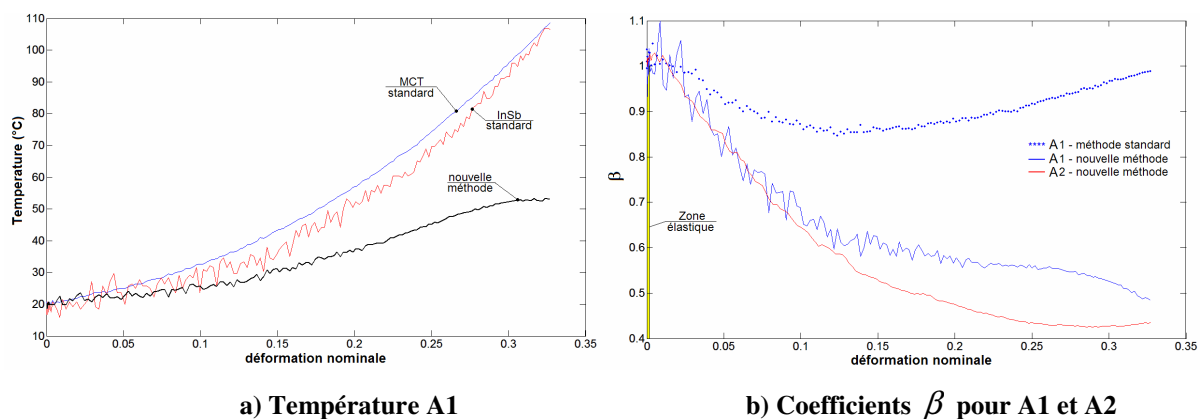 110
100
90
80
70
60
50
40
30
20
10
Temperature (°C)
MCT
standard
InSb
standard
nouvelle
méthode
0
0.05
0.1
0.15
0.2
0.25
0.3
0.35
déformation nominale
1.1
1
0.9
0.8
0.7
0.6
0.5
0.4
β
A1 - méthode standard
A1 - nouvelle méthode
A2 - nouvelle méthode
Zone
élastique
0
0.05
0.1
0.15
0.2
0.25
0.3
0.35
déformation nominale
a) Température A1
b) Coefficients β pour A1 et A2